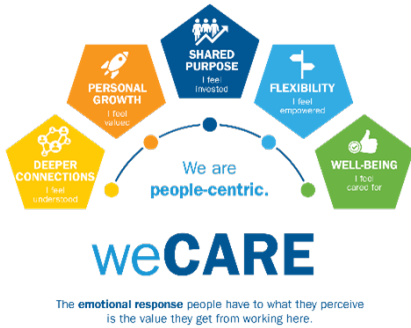 SHARED
PURPOSE
I feel
Invested
PERSONAL
GROWTH
I feel
valued
FLEXIBILITY
I feel
empowered
DEEPER
CONNECTIONS
I feel
understood
WELL-BEING
I feel
cared for
We are
people-centric.
weCARE
The emotional response people have to what they perceive
is the value they get from working here.